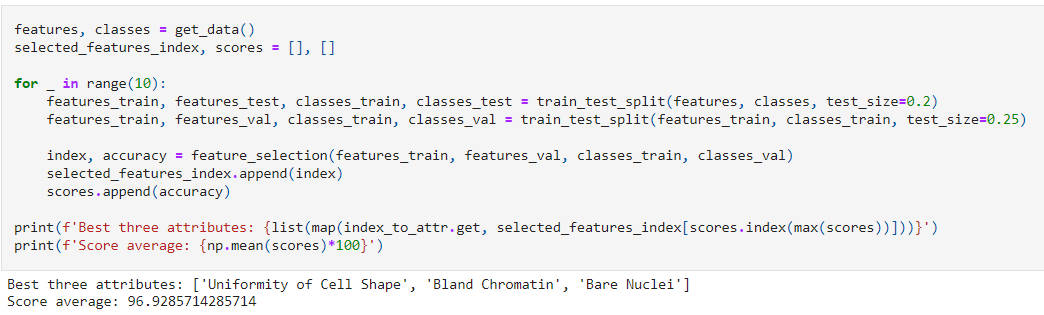 features, classes = get_data()
selected_features_index, scores = [], []
for _ in range(10):
features_train, features_test, classes_train, classes_test = train_test_split(features, classes, test_size=0.2)
features_train, features_val, classes_train, classes_val = train_test_split(features_train, classes_train, test_size=0.25)
index, accuracy = feature_selection(features_train, features_val, classes_train, classes_val)
selected_features_index.append(index)
scores.append(accuracy)
print(f'Best three attributes: {list(map(index_to_attr.get, selected_features_index[scores.index(max(scores))]))}')
print(f'Score average: {np.mean(scores)*100}')
Best three attributes: ['Uniformity of Cell Shape', 'Bland Chromatin', 'Bare Nuclei']
Score average: 96.9285714285714